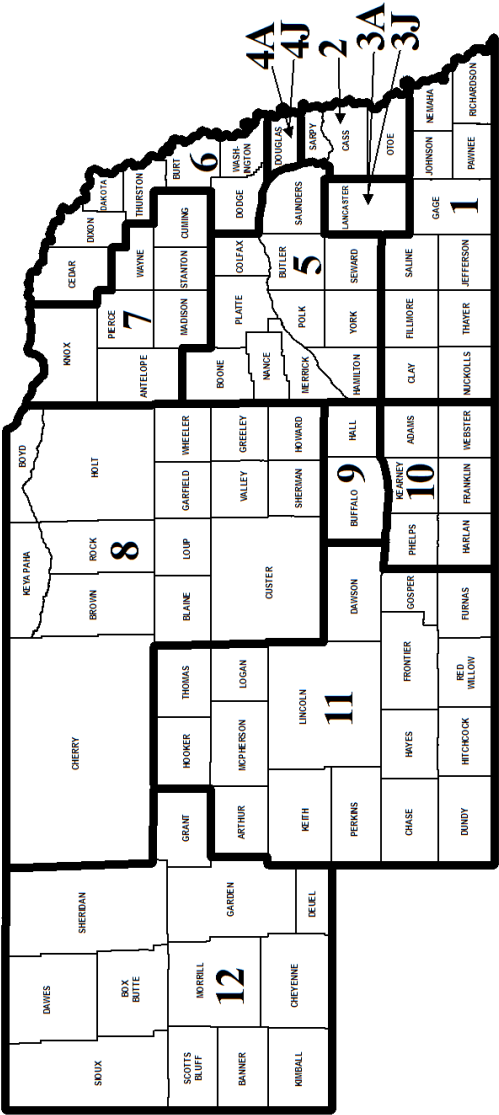 SIOUX
DAWES
BOX
BUTTE
SHERIDAN
SCOTTS
BLUFF
BANNER
KIMBALL
MORRILL
12
CHEYENNE
GARDEN
DEUEL
CHERRY
GRANT
HOOKER
THOMAS
ARTHUR
MCPHERSON
LOGAN
KEITH
PERKINS
LINCOLN
11
CHASE
DUNDY
HAYES
HITCHCOCK
FRONTIER
RED
WILLOW
DAWSON
GOSPER
FURNAS
KEYA PAHA
BOYD
BROWN
ROCK
8
HOLT
BLAINE
LOUP
GARFIELD
WHEELER
CUSTER
VALLEY
GREELEY
SHERMAN
HOWARD
BUFFALO
9
HALL
PHELPS
KEARNEY
10
ADAMS
HARLAN
FRANKLIN
WEBSTER
KNOX
ANTELOPE
PIERCE
7
MADISON
WAYNE
STANTON
CUMING
CEDAR
DIXON
DAKOTA
THURSTON
BURT
6
WASH-
INGTON
DODGE
BOONE
NANCE
MERRICK
HAMILTON
PLATTE
COLFAX
POLK
YORK
BUTLER
5
SEWARD
SAUNDERS
LANCASTER
CLAY
NUCKOLLS
FILLMORE
THAYER
SALINE
JEFFERSON
GAGE
1
JOHNSON
PAWNEE
NEMAHA
RICHARDSON
DOUGLAS
SARPY
CASS
OTOE
4A
4J
2
3A
3J